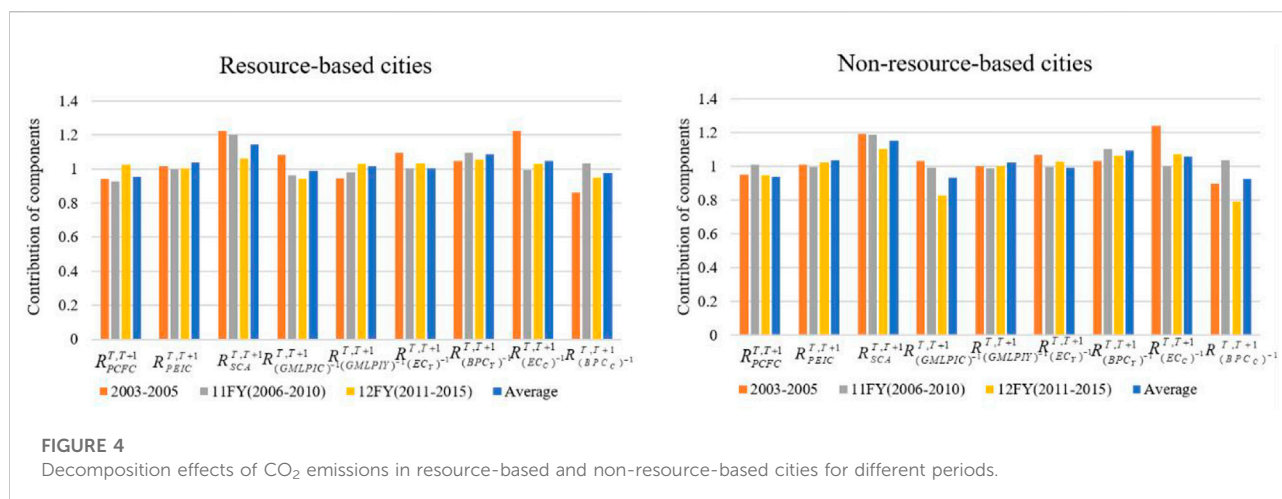 Resource-based cities
Contribution of components
1.4
1.2
1
0.8
0.6
0.4
0.2
0
R^{T,T+1}_{PCFC} R^{T,T+1}_{PEIC} R^{T,T+1}_{SCA} R^{T,T+1}_{(GMLPIC)^{-1}} R^{T,T+1}_{(GMLPIY)^{-1}} R^{T,T+1}_{(EC_T)^{-1}} R^{T,T+1}_{(BPC_T)^{-1}} R^{T,T+1}_{(EC_C)^{-1}} R^{T,T+1}_{(BPC_C)^{-1}}
2003-2005 11FY(2006-2010) 12FY(2011-2015) Average
Non-resource-based cities
Contribution of components
1.4
1.2
1
0.8
0.6
0.4
0.2
0
R^{T,T+1}_{PCFC} R^{T,T+1}_{PEIC} R^{T,T+1}_{SCA} R^{T,T+1}_{(GMLPIC)^{-1}} R^{T,T+1}_{(GMLPIY)^{-1}} R^{T,T+1}_{(EC_T)^{-1}} R^{T,T+1}_{(BPC_T)^{-1}} R^{T,T+1}_{(EC_C)^{-1}} R^{T,T+1}_{(BPC_C)^{-1}}
2003-2005 11FY(2006-2010) 12FY(2011-2015) Average
FIGURE 4
Decomposition effects of CO₂ emissions in resource-based and non-resource-based cities for different periods.